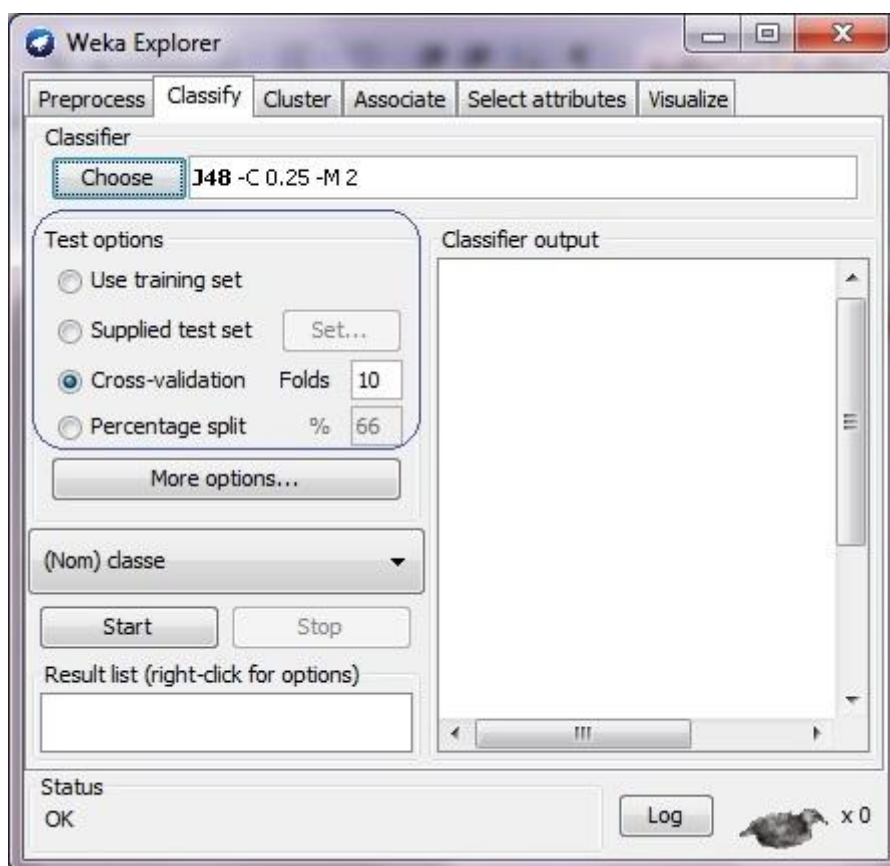 Weka Explorer
Preprocess Classify Cluster Associate Select attributes Visualize
Classifier
Choose J48 -C 0.25 -M 2
Test options
Use training set
Supplied test set Set...
Cross-validation Folds 10
Percentage split % 66
More options...
(Nom) classe
Start Stop
Result list (right-click for options)
Classifier output
Status
OK
Log x 0